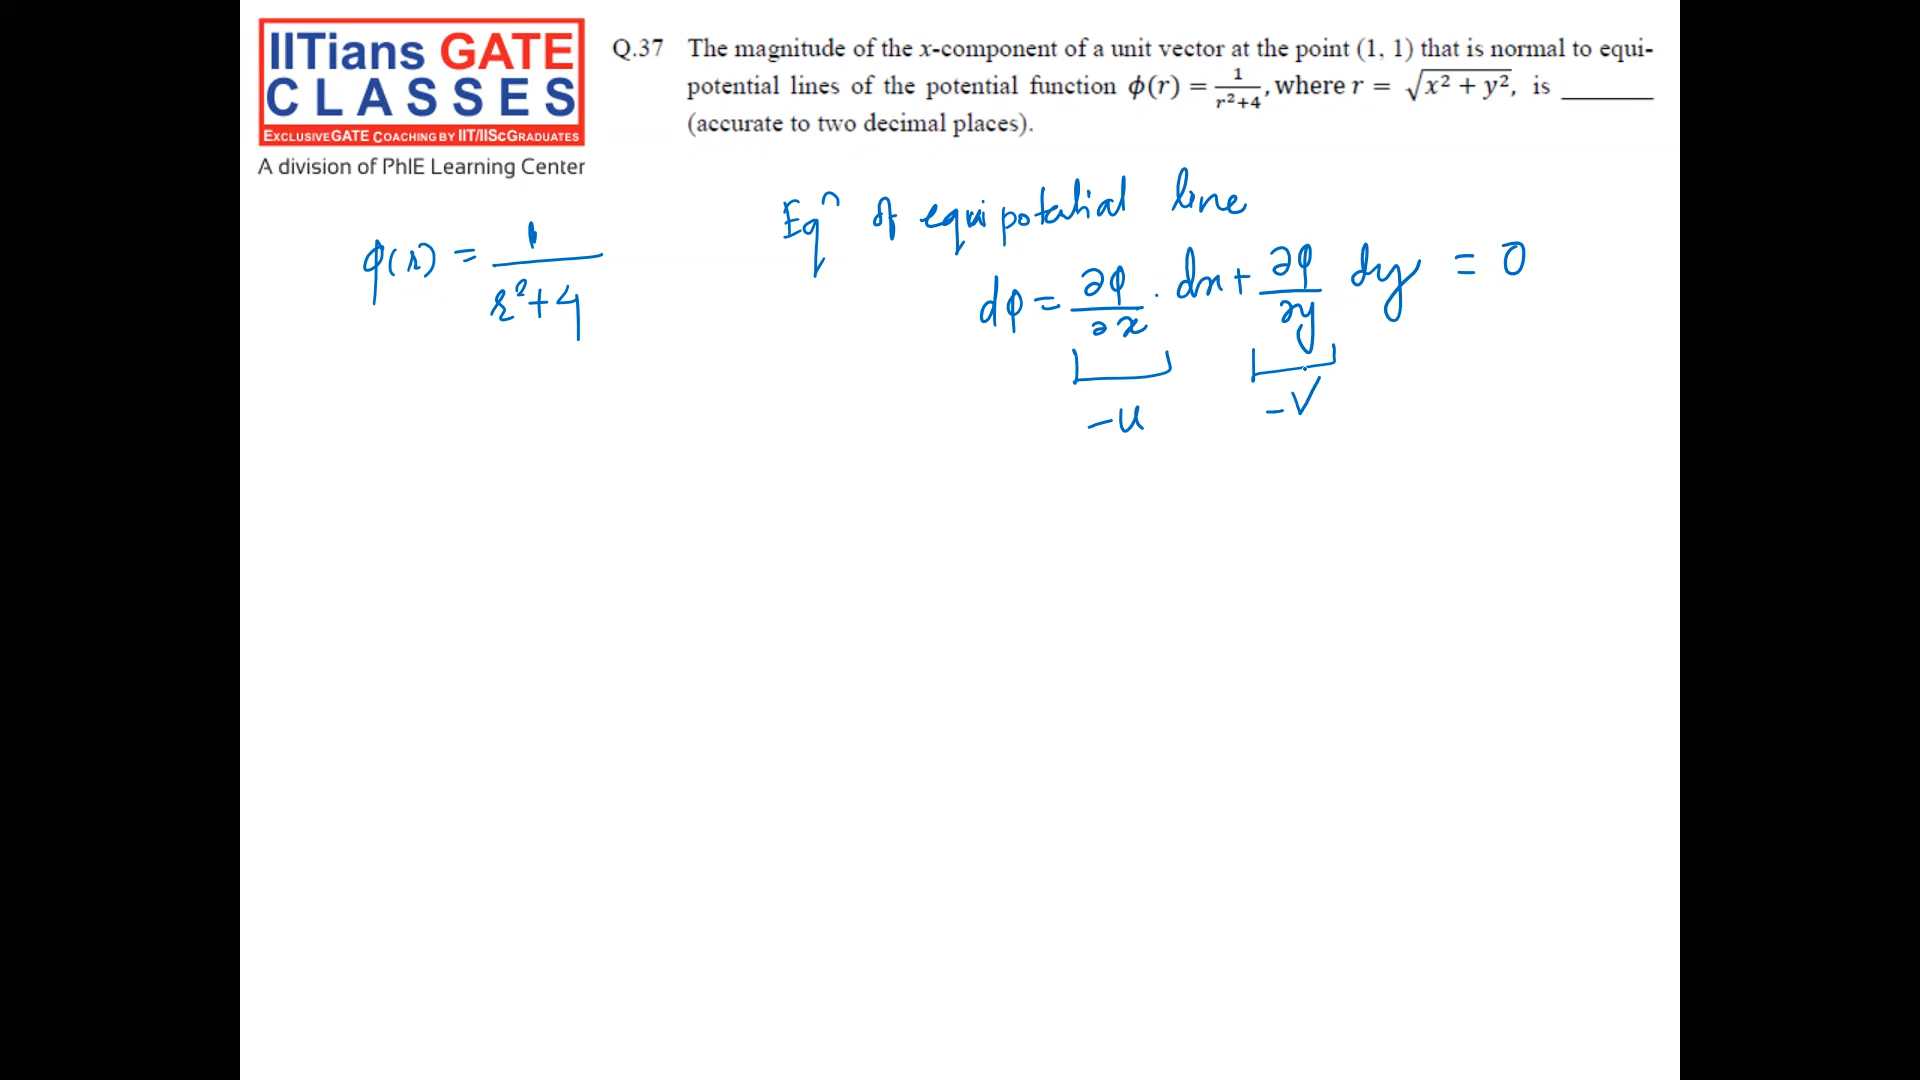 IITians GATE
CLASSES
EXCLUSIVE GATE COACHING BY IIT/IISc GRADUATES
A division of PhIE Learning Center
Q.37 The magnitude of the x-component of a unit vector at the point (1, 1) that is normal to equi-
potential lines of the potential function ϕ(r) = 1/(r²+4), where r = √(x² + y²), is ________
(accurate to two decimal places).
Eqⁿ of equipotential line
φ(r) = 1/(r²+4)
dφ = ∂φ/∂x . dx + ∂φ/∂y dy = 0
-u -v